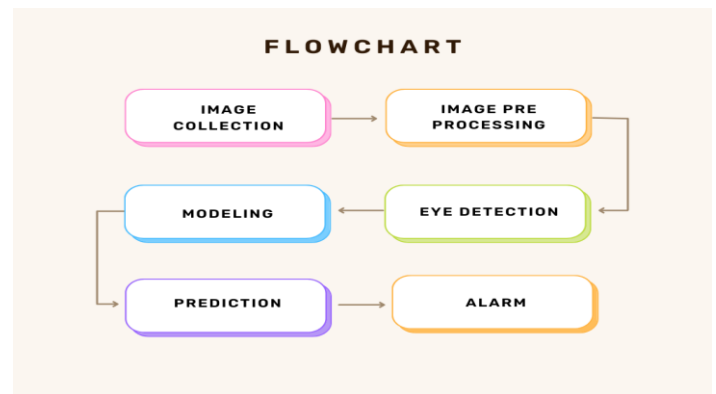 FLOWCHART
IMAGE
COLLECTION
IMAGE PRE
PROCESSING
EYE DETECTION
MODELING
PREDICTION
ALARM